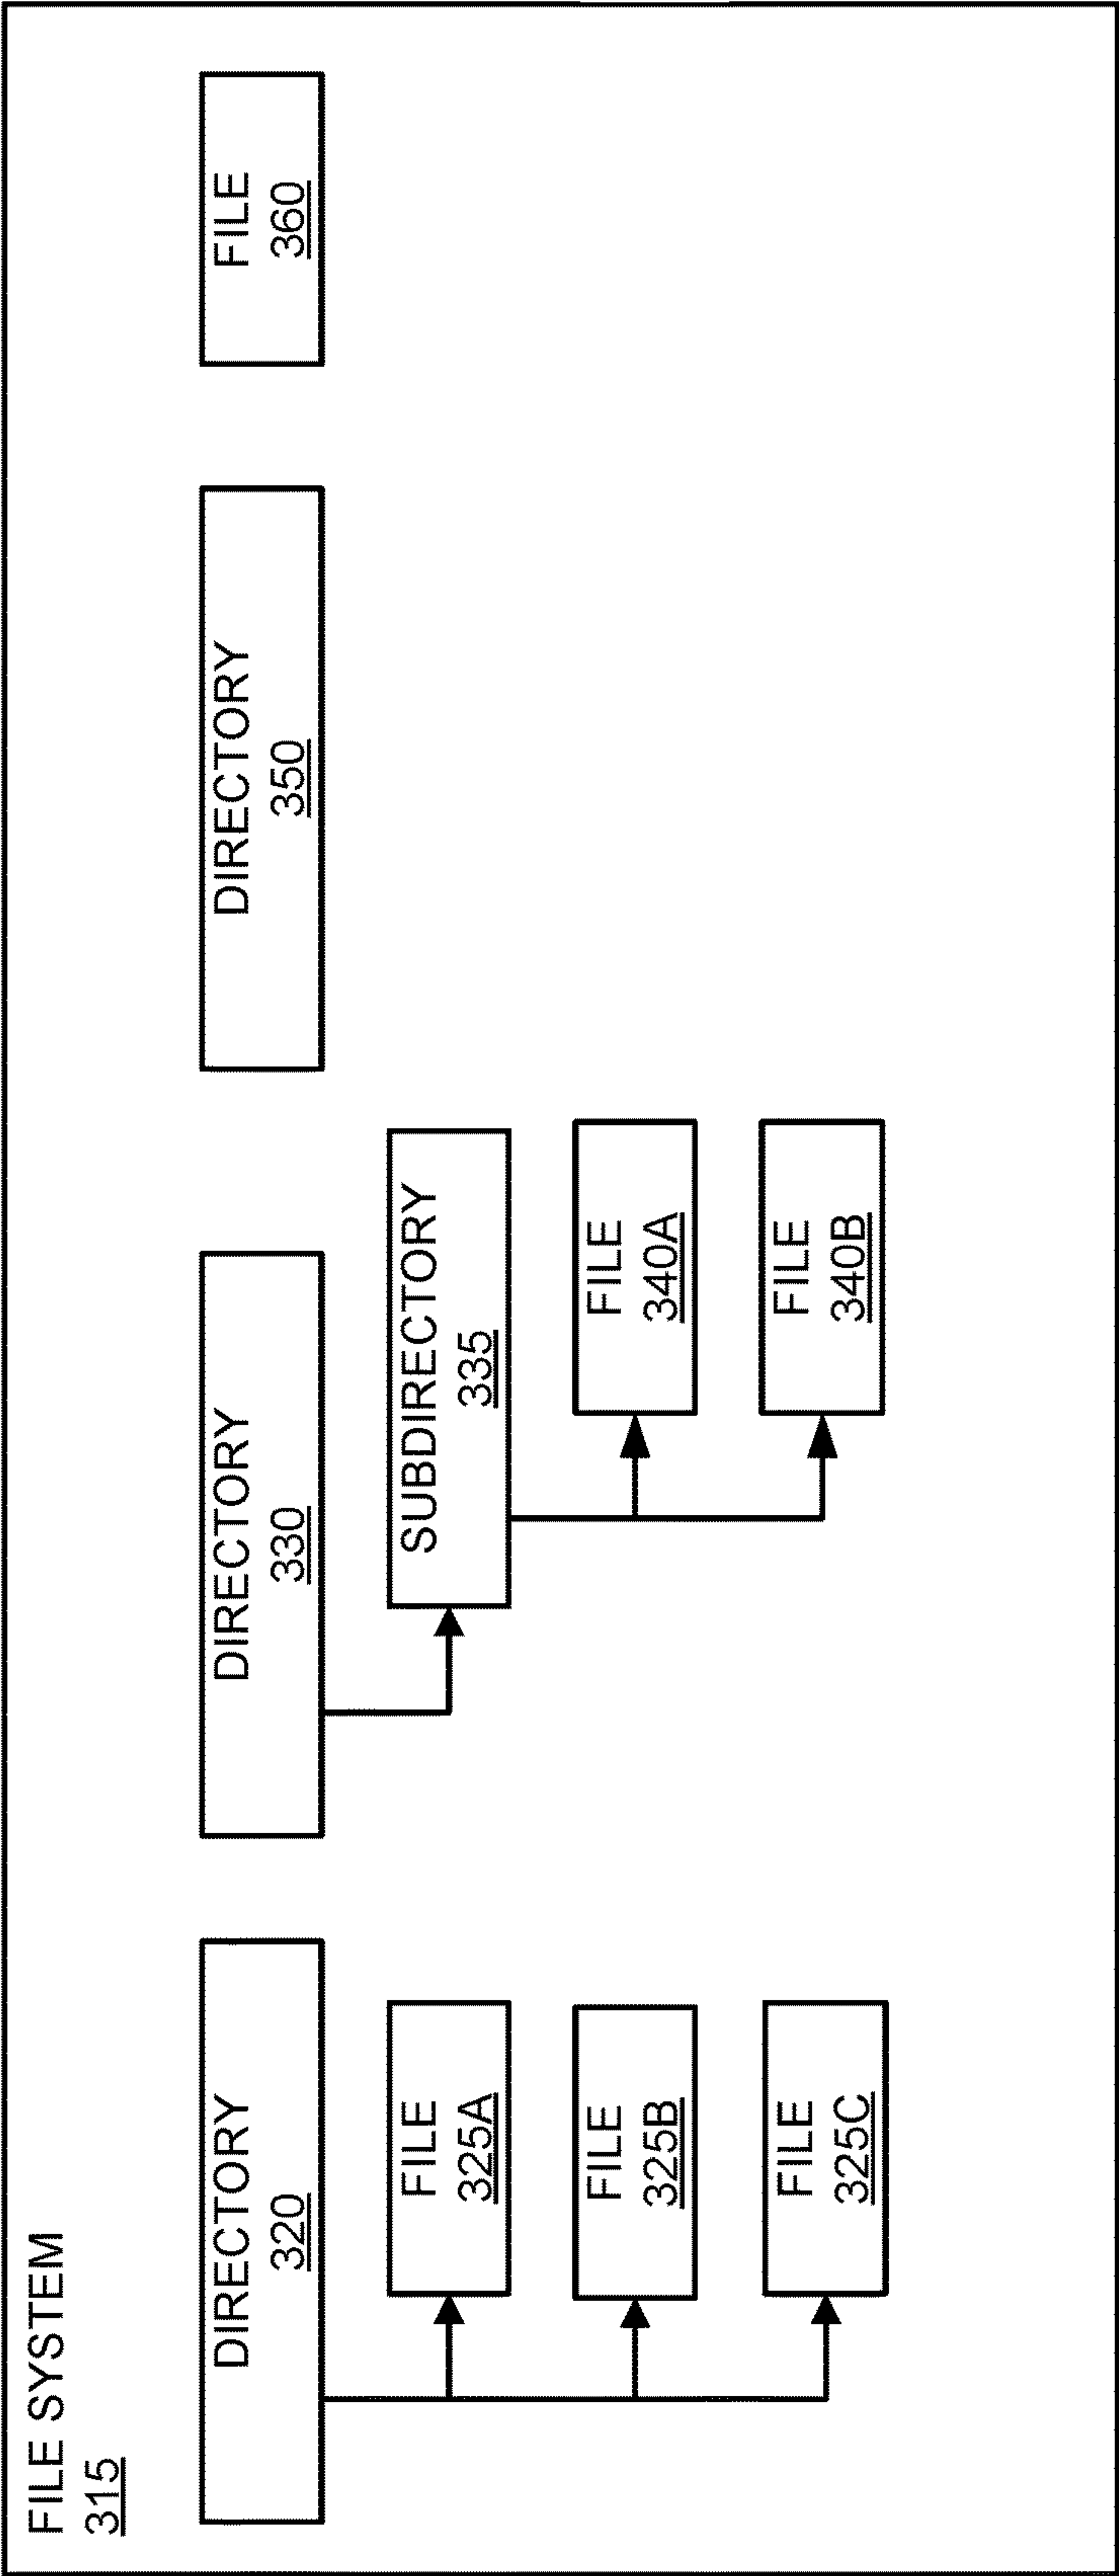 FILE SYSTEM
315
DIRECTORY
320
FILE
325A
FILE
325B
FILE
325C
DIRECTORY
330
SUBDIRECTORY
335
FILE
340A
FILE
340B
DIRECTORY
350
FILE
360